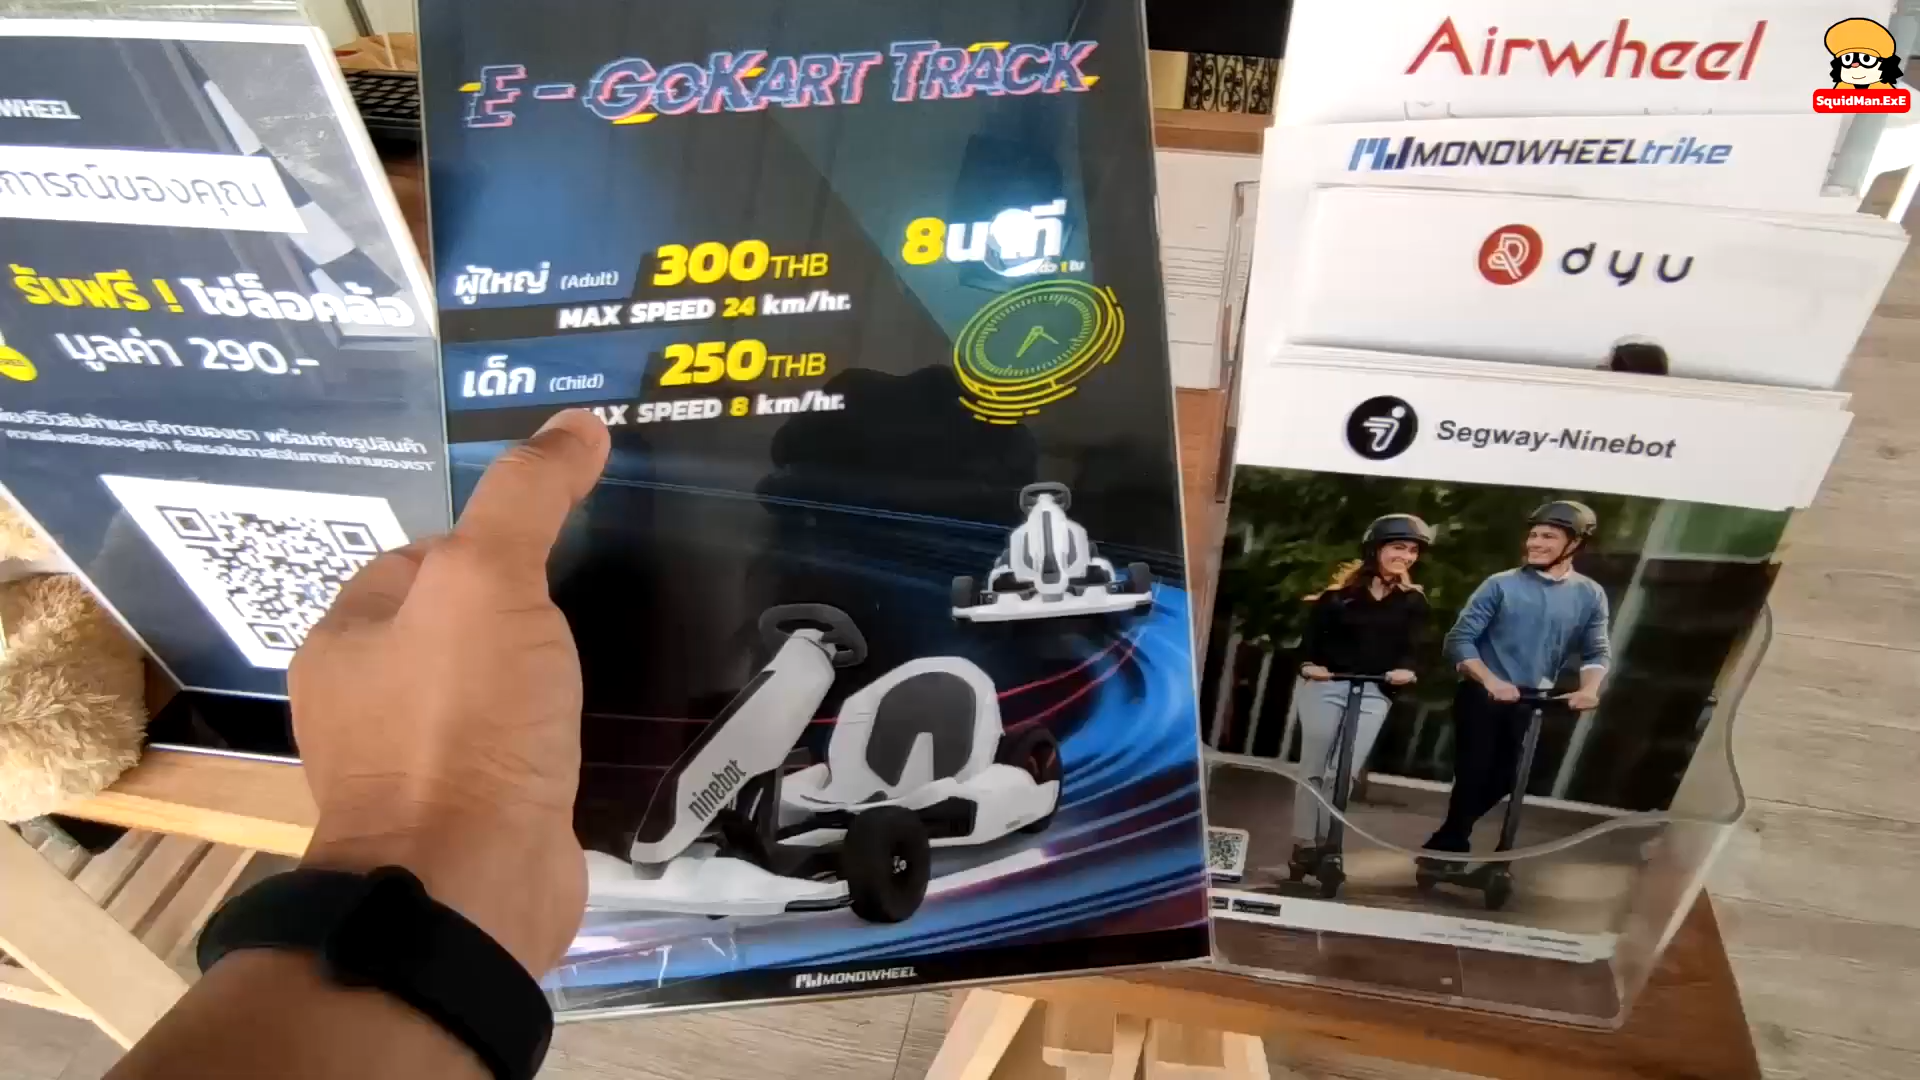 WHEEL
การณ์ของคุณ
รับฟรี ! โซ่ล็อคล้อ
มูลค่า 290.-
E - GoKart Track
ผู้ใหญ่ (Adult) 300THB
MAX SPEED 24 km/hr.
เด็ก (Child) 250THB
AX SPEED 8 km/hr.
8นาที
ninebot
MONOWHEEL
Airwheel
MONOWHEELtrike
dyu
Segway-Ninebot
SquidMan.ExE